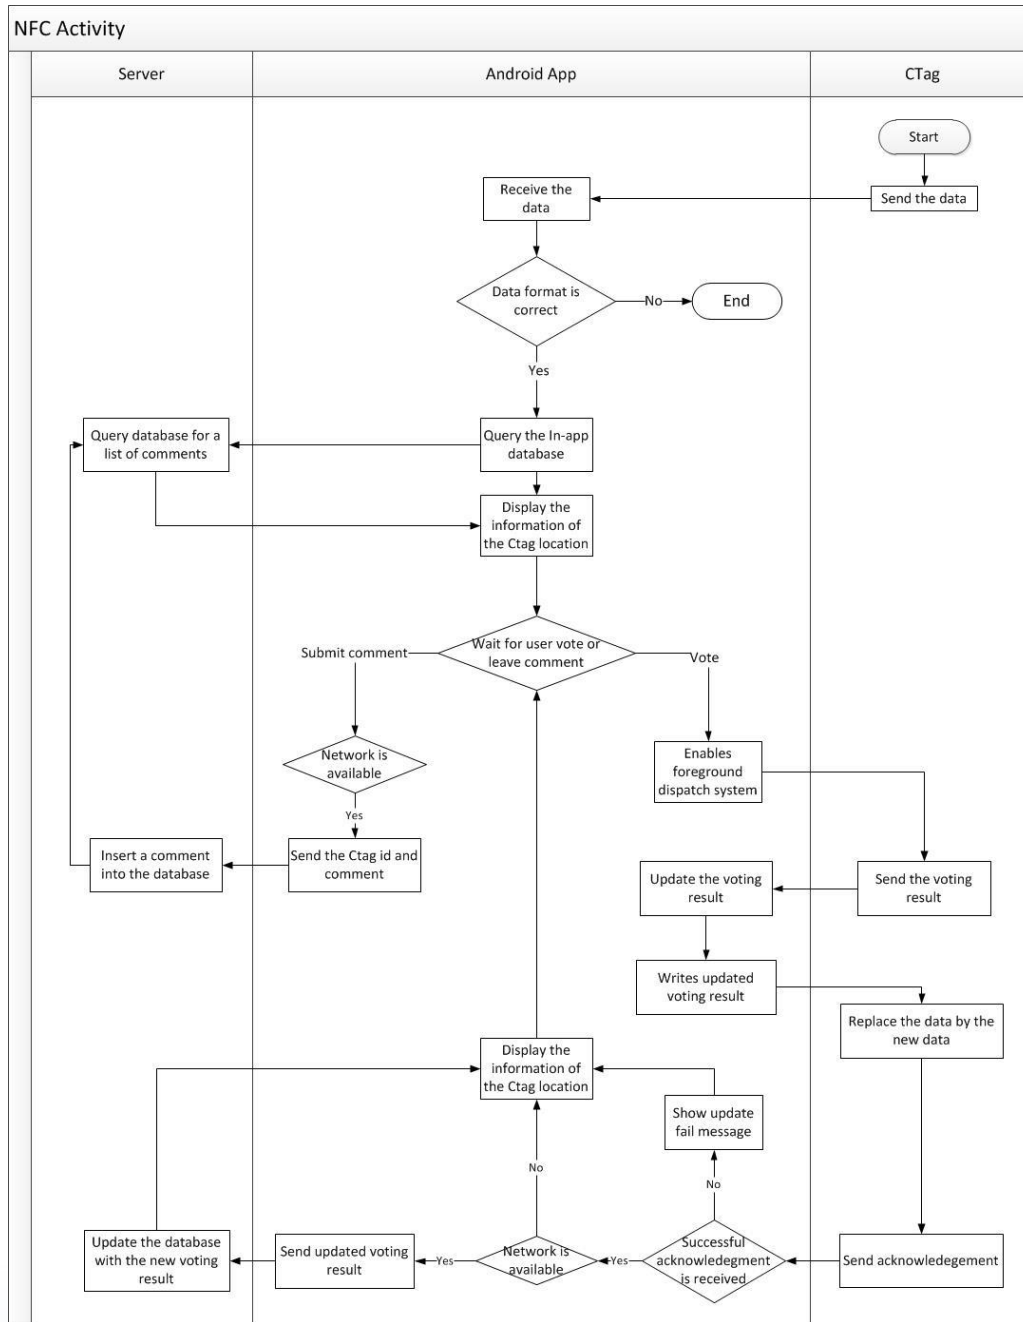 NFC Activity
Server
Android App
CTag
Start
Receive the
data
Send the data
Data format is
correct
No
End
Yes
Query database for a
list of comments
Query the In-app
database
Display the
information of
the Ctag location
Wait for user vote or
leave comment
Submit comment
Vote
Network is
available
Enables
foreground
dispatch system
Yes
Insert a comment
into the database
Send the Ctag id and
comment
Update the voting
result
Send the voting
result
Writes updated
voting result
Replace the data by the
new data
Display the
information of
the Ctag location
Show update
fail message
No
No
Update the database
with the new voting
result
Send updated voting
result
Yes
Network is
available
Yes
Successful
acknowledegment
is received
Send acknowledegement